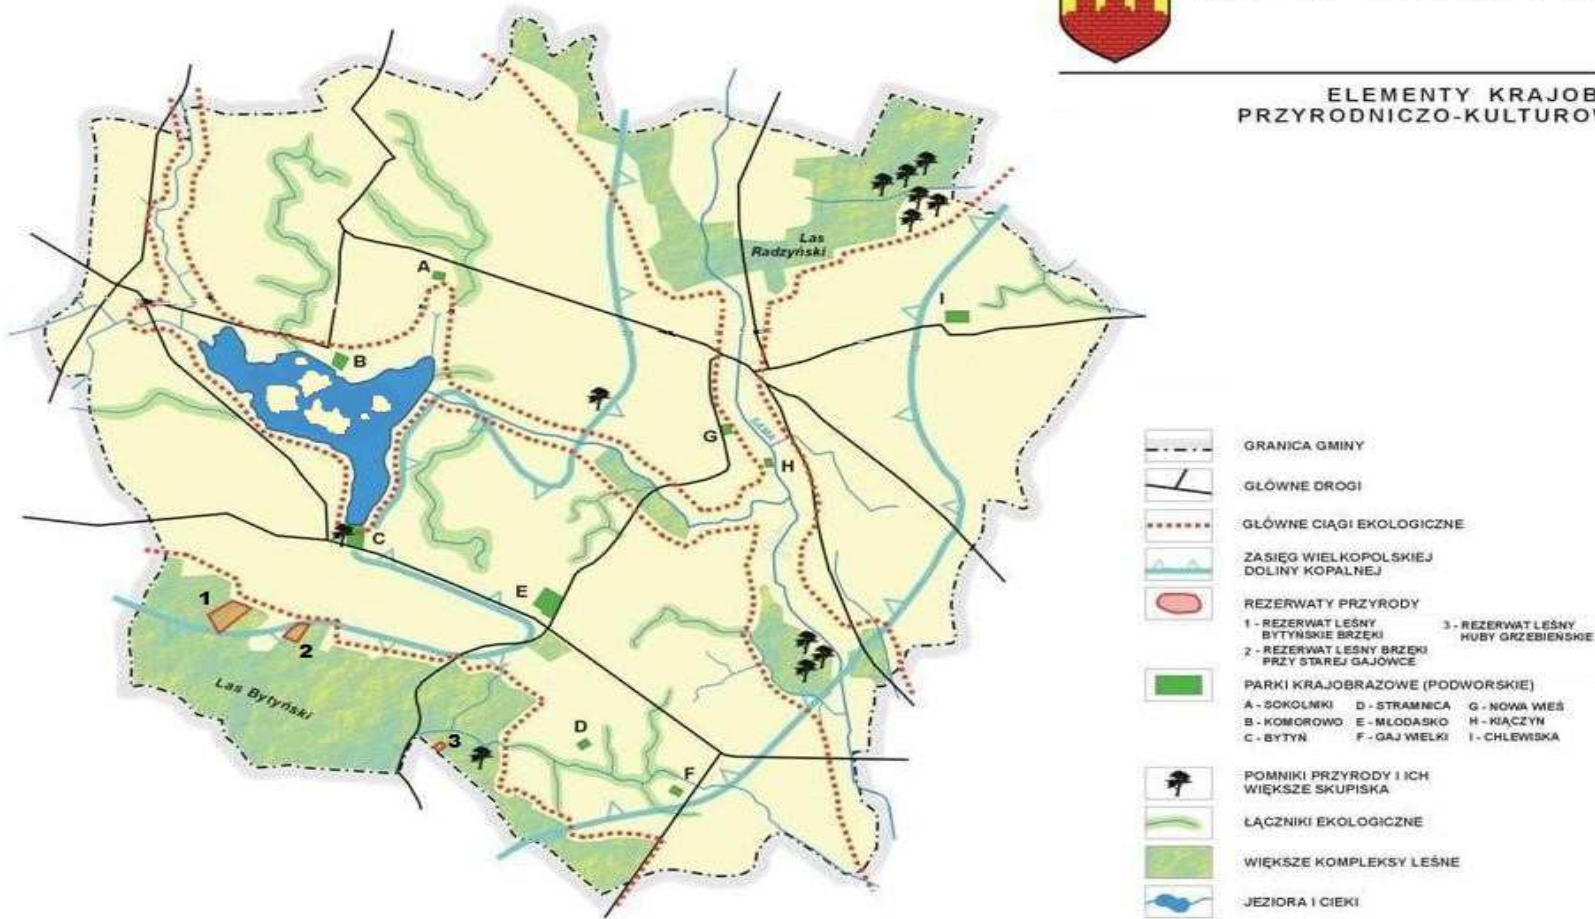 ELEMENTY KRAJOB
PRZYRODNICZO-KULTUROW
Las
Radzyński
A
I
B
G
SAMA
H
C
E
1
2
Las Bytyński
3
D
F
GRANICA GMINY
GŁÓWNE DROGI
GŁÓWNE CIĄGI EKOLOGICZNE
ZASIĘG WIELKOPOLSKIEJ
DOLINY KOPALNEJ
REZERWATY PRZYRODY
1 - REZERWAT LEŚNY
BYTYŃSKIE BRZĘKI
2 - REZERWAT LEŚNY BRZĘKI
PRZY STAREJ GAJÓWCE
3 - REZERWAT LEŚNY
HUBY GRZEBIEŃSKIE
PARKI KRAJOBRAZOWE (PODWORSKIE)
A - SOKOLNIKI D - STRAMNICA G - NOWA WIEŚ
B - KOMOROWO E - MŁODASKO H - KIĄCZYN
C - BYTYŃ F - GAJ WIELKI I - CHLEWISKA
POMNIKI PRZYRODY I ICH
WIĘKSZE SKUPISKA
ŁĄCZNIKI EKOLOGICZNE
WIĘKSZE KOMPLEKSY LEŚNE
JEZIORA I CIEKI